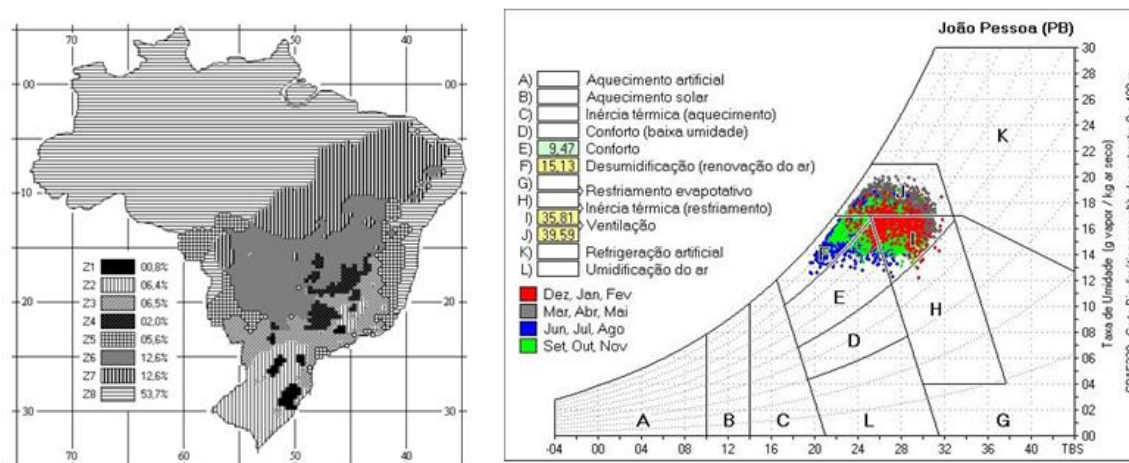 70
60
50
40
00
00
10
10
20
20
30
30
70
60
50
40
Z1 00,8%
Z2 06,4%
Z3 06,5%
Z4 02,0%
Z5 05,6%
Z6 12,6%
Z7 12,6%
Z8 53,7%
João Pessoa (PB)
A) Aquecimento artificial
B) Aquecimento solar
C) Inércia térmica (aquecimento)
D) Conforto (baixa umidade)
E) 9,47 Conforto
F) 15,13 Desumidificação (renovação do ar)
G) Resfriamento evapotativo
H) Inércia térmica (resfriamento)
I) 35,81 Ventilação
J) 39,59
K) Refrigeração artificial
L) Umidificação do ar
Dez, Jan, Fev
Mar, Abr, Mai
Jun, Jul, Ago
Set, Out, Nov
K
J
I
F
E
D
H
A B C L G
30
28
26
24
22
20
18
16
14
12
10
08
06
04
02
00
-04 00 04 08 12 16 20 24 28 32 36 40 TBS
Taxa de Umidade (g vapor / kg ar seco)